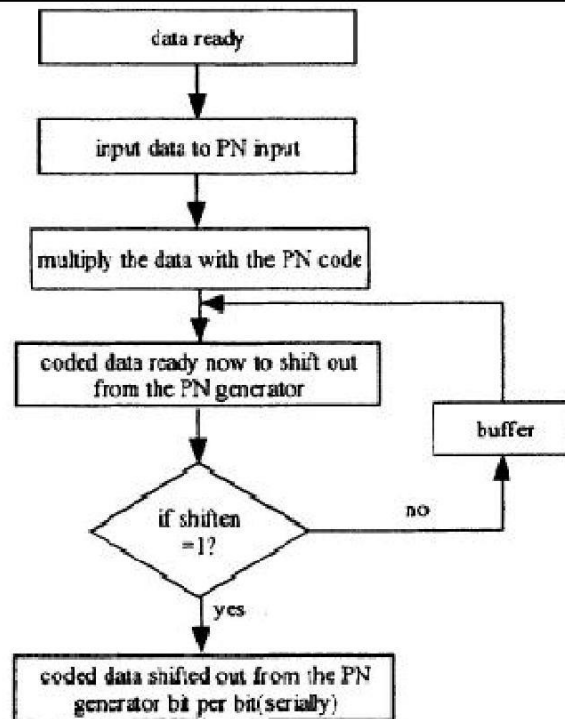 data ready
input data to PN input
multiply the data with the PN code
coded data ready now to shift out
from the PN generator
buffer
if shiften
=1?
no
yes
coded data shifted out from the PN
generator bit per bit(serially)